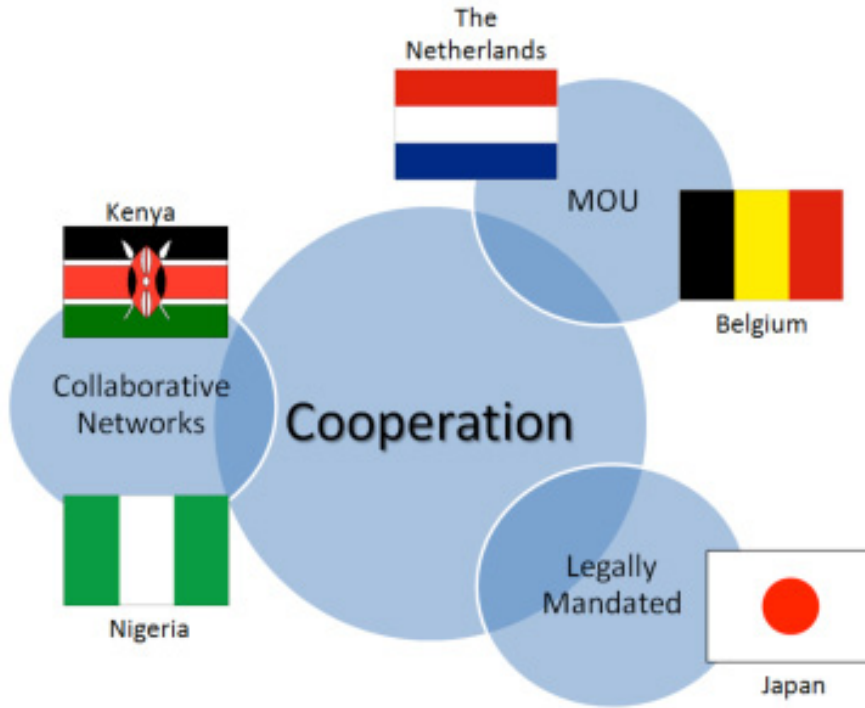 The
Netherlands
MOU
Belgium
Kenya
Collaborative
Networks
Nigeria
Cooperation
Legally
Mandated
Japan